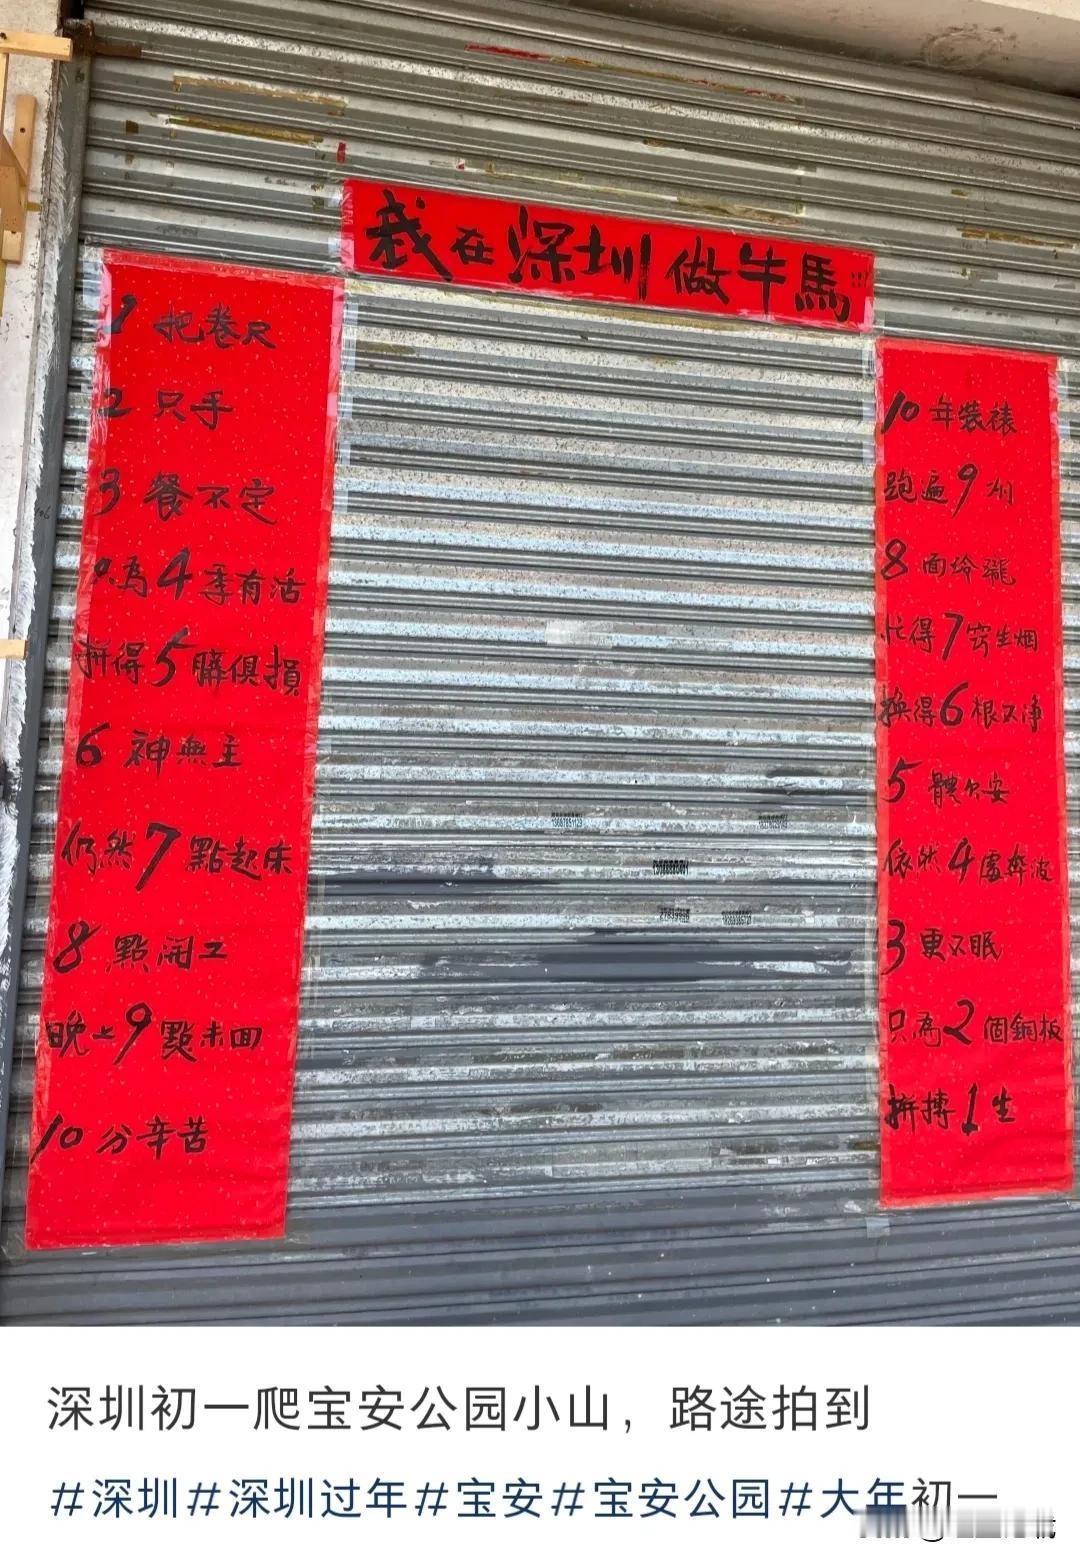 我在深圳做牛馬!!!
1 把卷尺
2 只手
3 餐不定
只為4季有活
拼得5臟俱損
6 神無主
仍然7點起床
8 點開工
晚上9點未回
10分辛苦
10年装裱
跑遍9州
8面玲瓏
忙得7窍生烟
换得6根不净
5 體欠安
依然4處奔波
3更不眠
只為2個銅板
拼搏1生
深圳初一爬宝安公园小山，路途拍到
#深圳#深圳过年#宝安#宝安公园#大年初一